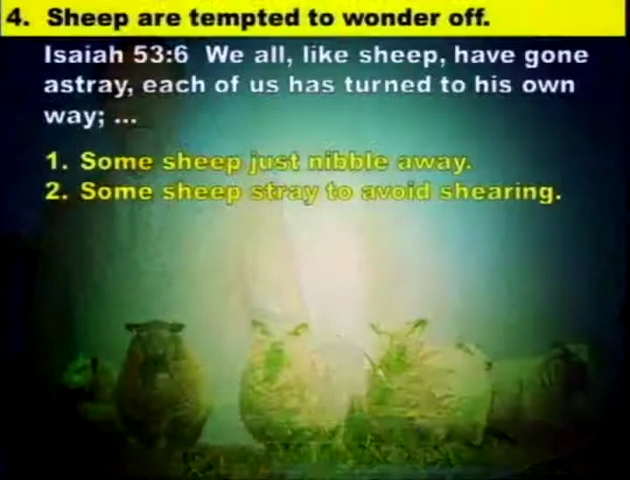 4. Sheep are tempted to wonder off.
Isaiah 53:6 We all, like sheep, have gone
astray, each of us has turned to his own
way; ...
1. Some sheep just nibble away.
2. Some sheep stray to avoid shearing.